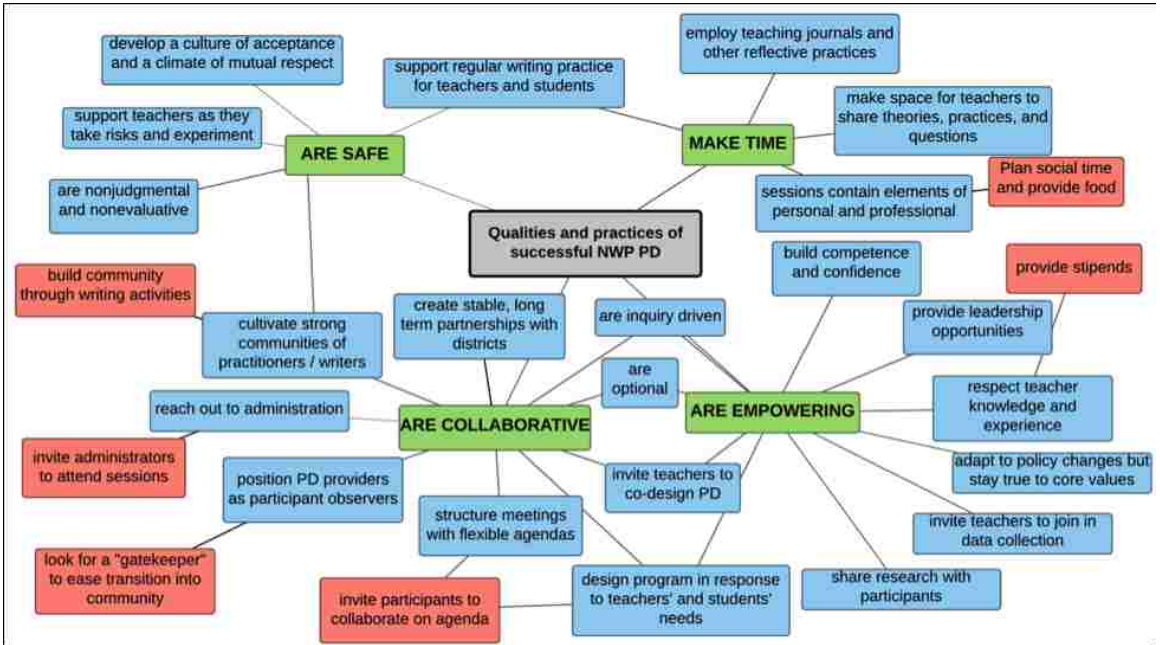 develop a culture of acceptance
and a climate of mutual respect
support regular writing practice
for teachers and students
employ teaching journals and
other reflective practices
support teachers as they
take risks and experiment
ARE SAFE
MAKE TIME
make space for teachers to
share theories, practices, and
questions
are nonjudgmental
and nonevaluative
sessions contain elements of
personal and professional
Plan social time
and provide food
Qualities and practices of
successful NWP PD
build competence
and confidence
provide stipends
build community
through writing activities
create stable, long
term partnerships with
districts
are inquiry driven
provide leadership
opportunities
cultivate strong
communities of
practitioners / writers
are
optional
respect teacher
knowledge and
experience
reach out to administration
ARE COLLABORATIVE
ARE EMPOWERING
invite administrators
to attend sessions
position PD providers
as participant observers
invite teachers to
co-design PD
adapt to policy changes but
stay true to core values
structure meetings
with flexible agendas
invite teachers to join in
data collection
look for a "gatekeeper"
to ease transition into
community
invite participants to
collaborate on agenda
design program in response
to teachers' and students'
needs
share research with
participants